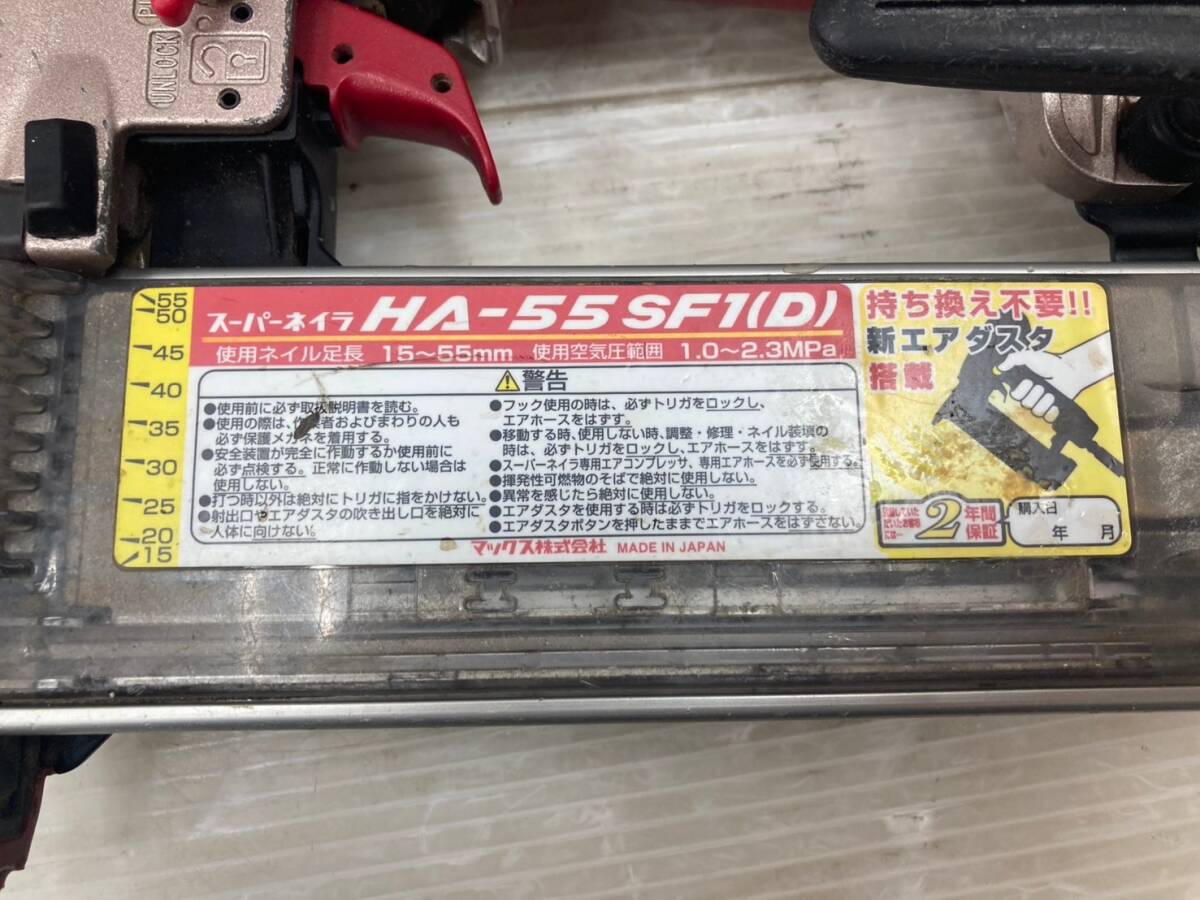 UNLOCK
55
50
45
40
35
30
25
20
15
スーパーネイラ HA-55 SF1(D)
使用ネイル足長 15〜55mm 使用空気圧範囲 1.0〜2.3MPa
警告
●使用前に必ず取扱説明書を読む。
●使用の際は、作業者およびまわりの人も
必ず保護メガネを着用する。
●安全装置が完全に作動するか使用前に
必ず点検する。正常に作動しない場合は
使用しない。
●打つ時以外は絶対にトリガに指をかけない。
●射出口やエアダスタの吹き出し口を絶対に
人体に向けない。
●フック使用の時は、必ずトリガをロックし、
エアホースをはずす。
●移動する時、使用しない時、調整・修理・ネイル装填の
時は、必ずトリガをロックし、エアホースをはずす。
●スーパーネイラ専用エアコンプレッサ、専用エアホースを必ず使用する。
●揮発性可燃物のそばで絶対に使用しない。
●異常を感じたら絶対に使用しない。
●エアダスタを使用する時は必ずトリガをロックする。
●エアダスタボタンを押したままでエアホースをはずさない。
マックス株式会社 MADE IN JAPAN
持ち換え不要!!
新エアダスタ
搭載
2年間
保証
購入日
年 月